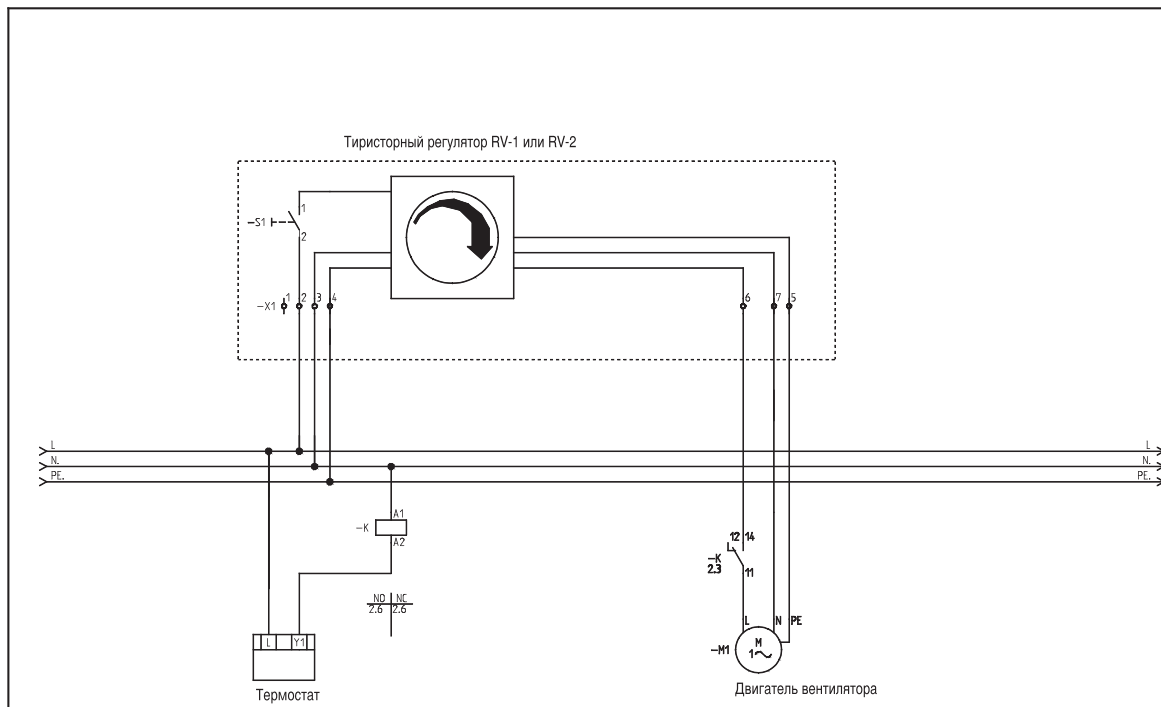 Тиристорный регулятор RV-1 или RV-2
1
-S1
2
-X1 1 2 3 4 6 7 5
L L
N. N.
PE. PE.
A1
-K
A2
12 14
-K
2.3
11
NO NC
2.6 2.6
L Y1
L N PE
-M1
M
1~
Термостат
Двигатель вентилятора